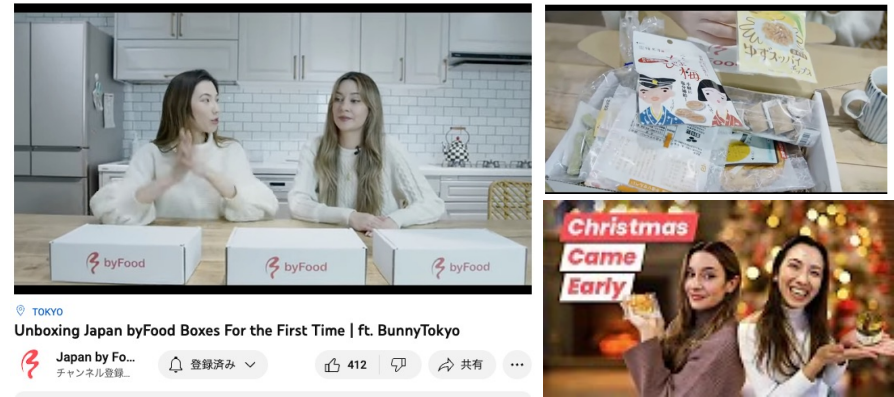 byFood
byFood
byFood
TOKYO
Unboxing Japan byFood Boxes For the First Time | ft. BunnyTokyo
Japan by Fo...
チャンネル登録...
登録済み
412
共有
ゆずスッパイ
梅
Christmas
Came
Early